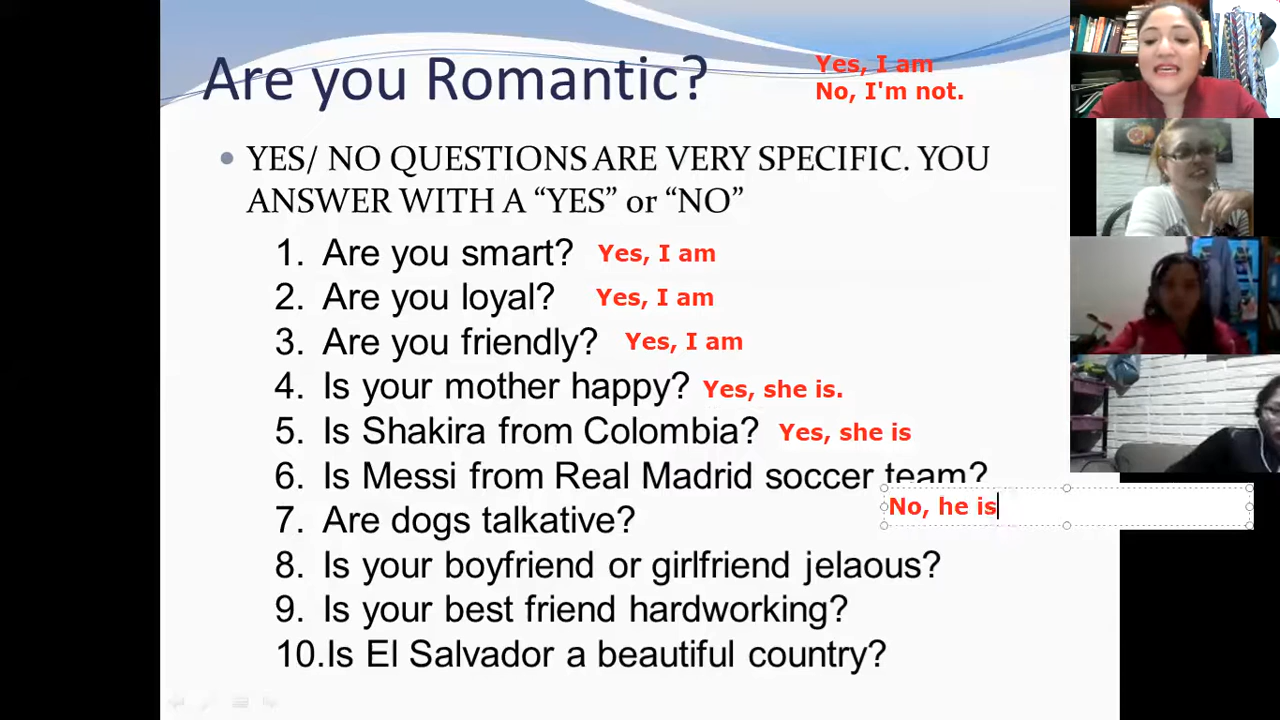 Are you Romantic?
Yes, I am
No, I'm not.
• YES/ NO QUESTIONS ARE VERY SPECIFIC. YOU
ANSWER WITH A “YES” or “NO”
1. Are you smart? Yes, I am
2. Are you loyal? Yes, I am
3. Are you friendly? Yes, I am
4. Is your mother happy? Yes, she is.
5. Is Shakira from Colombia? Yes, she is
6. Is Messi from Real Madrid soccer team?
No, he is
7. Are dogs talkative?
8. Is your boyfriend or girlfriend jelaous?
9. Is your best friend hardworking?
10.Is El Salvador a beautiful country?